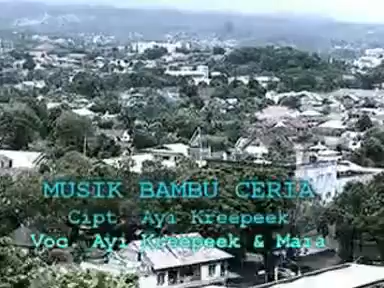 MUSIK BAMBU CERIA
Cipt. Ayi Kreepeek
Voc. Ayi Kreepeek & Maia